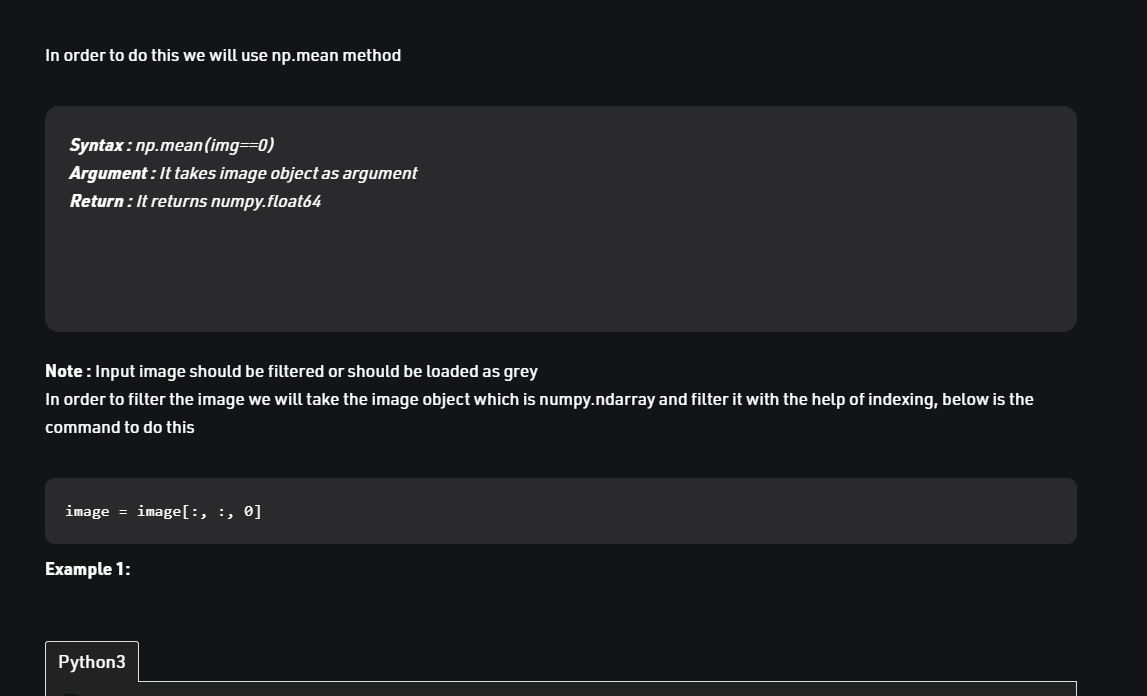 In order to do this we will use np.mean method
Syntax : np.mean(img==0)
Argument : It takes image object as argument
Return : It returns numpy.float64
Note : Input image should be filtered or should be loaded as grey
In order to filter the image we will take the image object which is numpy.ndarray and filter it with the help of indexing, below is the
command to do this
image = image[:, :, 0]
Example 1:
Python3